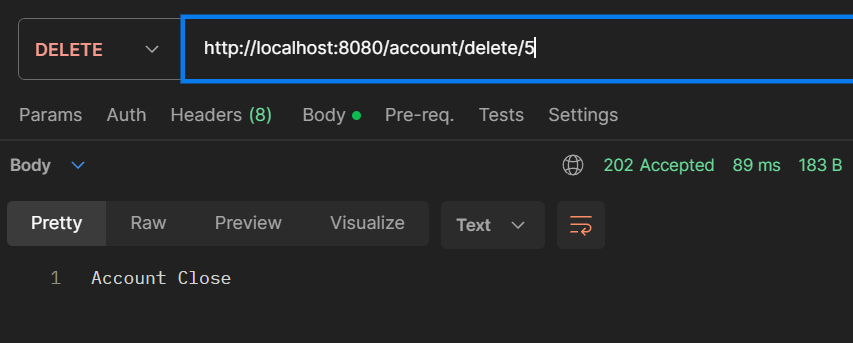 DELETE http://localhost:8080/account/delete/5
Params Auth Headers (8) Body Pre-req. Tests Settings
Body 202 Accepted 89 ms 183 B
Pretty Raw Preview Visualize Text
1 Account Close